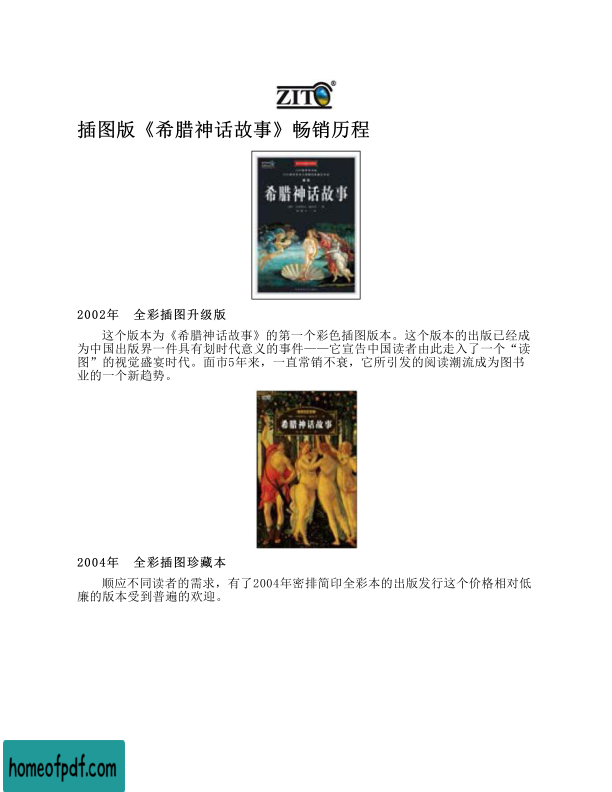 ZITO®
插图版《希腊神话故事》畅销历程
希腊神话故事
2002年 全彩插图升级版
这个版本为《希腊神话故事》的第一个彩色插图版本。这个版本的出版已经成
为中国出版界一件具有划时代意义的事件——它宣告中国读者由此走入了一个“读
图”的视觉盛宴时代。面市5年来，一直常销不衰，它所引发的阅读潮流成为图书
业的一个新趋势。
希腊神话故事
2004年 全彩插图珍藏本
顺应不同读者的需求，有了2004年密排简印全彩本的出版发行这个价格相对低
廉的版本受到普遍的欢迎。
homeofpdf.com